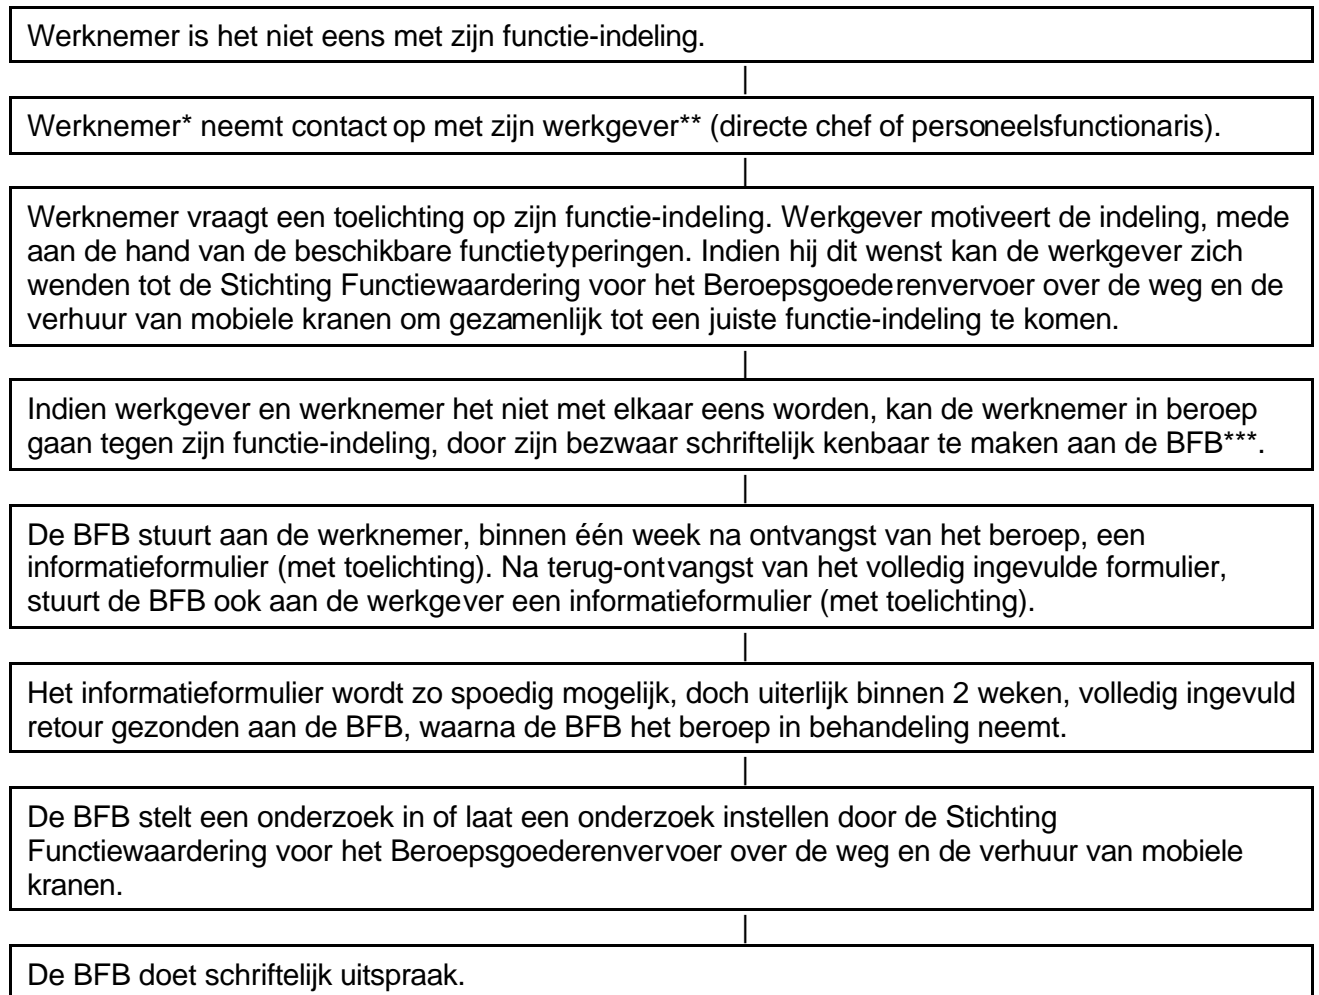 Werknemer is het niet eens met zijn functie-indeling.
Werknemer* neemt contact op met zijn werkgever** (directe chef of personeelsfunctionaris).
Werknemer vraagt een toelichting op zijn functie-indeling. Werkgever motiveert de indeling, mede
aan de hand van de beschikbare functietyperingen. Indien hij dit wenst kan de werkgever zich
wenden tot de Stichting Functiewaardering voor het Beroepsgoederenvervoer over de weg en de
verhuur van mobiele kranen om gezamenlijk tot een juiste functie-indeling te komen.
Indien werkgever en werknemer het niet met elkaar eens worden, kan de werknemer in beroep
gaan tegen zijn functie-indeling, door zijn bezwaar schriftelijk kenbaar te maken aan de BFB***.
De BFB stuurt aan de werknemer, binnen één week na ontvangst van het beroep, een
informatieformulier (met toelichting). Na terug-ontvangst van het volledig ingevulde formulier,
stuurt de BFB ook aan de werkgever een informatieformulier (met toelichting).
Het informatieformulier wordt zo spoedig mogelijk, doch uiterlijk binnen 2 weken, volledig ingevuld
retour gezonden aan de BFB, waarna de BFB het beroep in behandeling neemt.
De BFB stelt een onderzoek in of laat een onderzoek instellen door de Stichting
Functiewaardering voor het Beroepsgoederenvervoer over de weg en de verhuur van mobiele
kranen.
De BFB doet schriftelijk uitspraak.